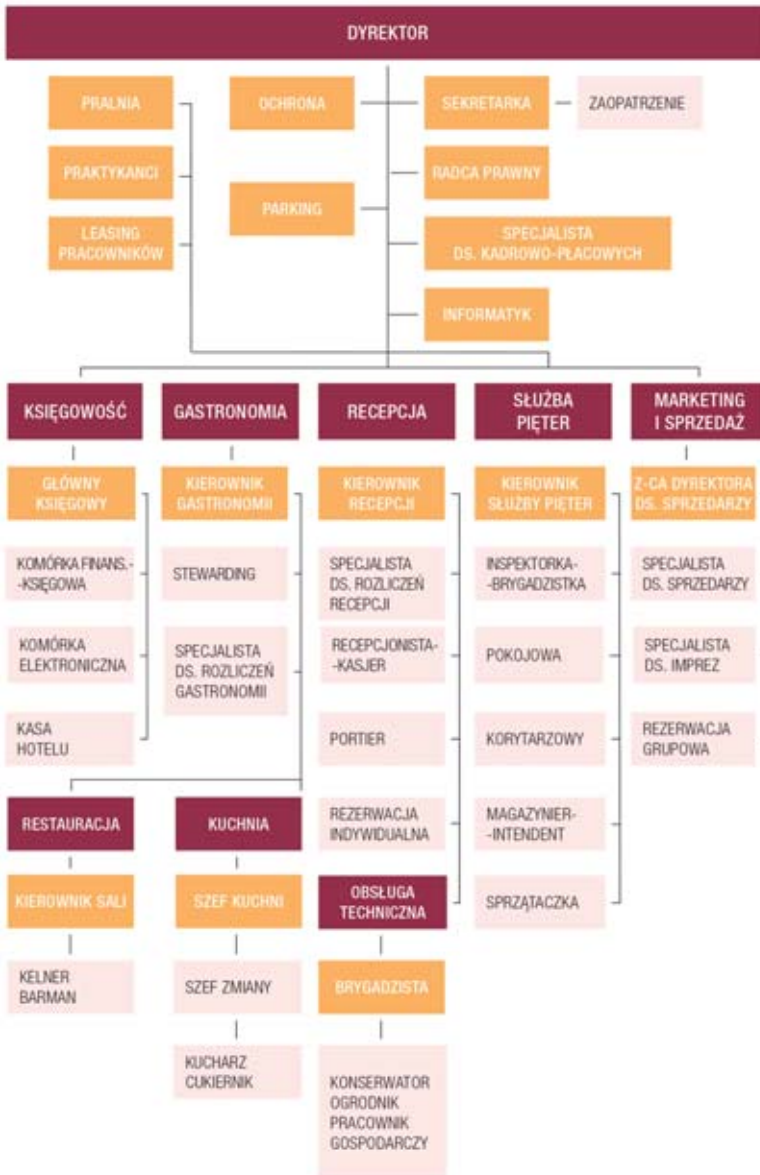 DYREKTOR
PRALNIA
OCHRONA
SEKRETARKA
ZAOPATRZENIE
PRAKTYKANCI
PARKING
RADCA PRAWNY
LEASING
PRACOWNIKÓW
SPECJALISTA
DS. KADROWO-PŁACOWYCH
INFORMATYK
KSIĘGOWOŚĆ
GŁÓWNY
KSIĘGOWY
KOMÓRKA FINANS.-
-KSIĘGOWA
KOMÓRKA
ELEKTRONICZNA
KASA
HOTELU
GASTRONOMIA
KIEROWNIK
GASTRONOMII
STEWARDING
SPECJALISTA
DS. ROZLICZEŃ
GASTRONOMII
RESTAURACJA
KIEROWNIK SALI
KELNER
BARMAN
KUCHNIA
SZEF KUCHNI
SZEF ZMIANY
KUCHARZ
CUKIERNIK
RECEPCJA
KIEROWNIK
RECEPCJI
SPECJALISTA
DS. ROZLICZEŃ
RECEPCJI
RECEPCJONISTA-
-KASJER
PORTIER
REZERWACJA
INDYWIDUALNA
OBSŁUGA
TECHNICZNA
BRYGADZISTA
KONSERWATOR
OGRODNIK
PRACOWNIK
GOSPODARCZY
SŁUŻBA
PIĘTER
KIEROWNIK
SŁUŻBY PIĘTER
INSPEKTORKA-
-BRYGADZISTKA
POKOJOWA
KORYTARZOWY
MAGAZYNIER-
-INTENDENT
SPRZĄTACZKA
MARKETING
I SPRZEDAŻ
Z-CA DYREKTORA
DS. SPRZEDARZY
SPECJALISTA
DS. SPRZEDARZY
SPECJALISTA
DS. IMPREZ
REZERWACJA
GRUPOWA